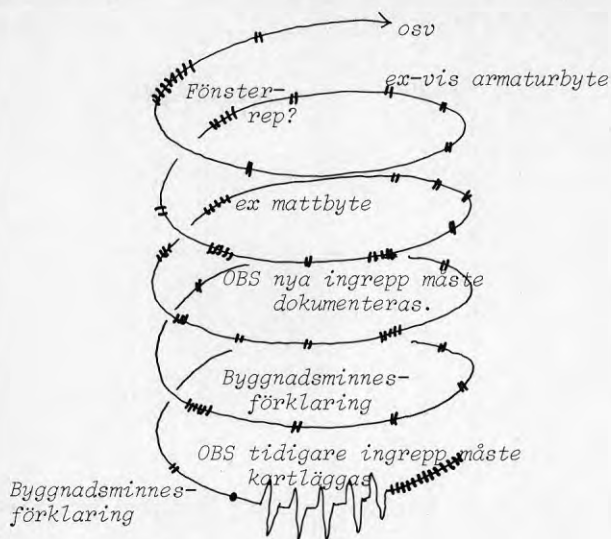 osv
ex-vis armaturbyte
Fönster-
rep?
ex mattbyte
OBS nya ingrepp måste
dokumenteras.
Byggnadsminnes-
förklaring
OBS tidigare ingrepp måste
kartläggas
Byggnadsminnes-
förklaring